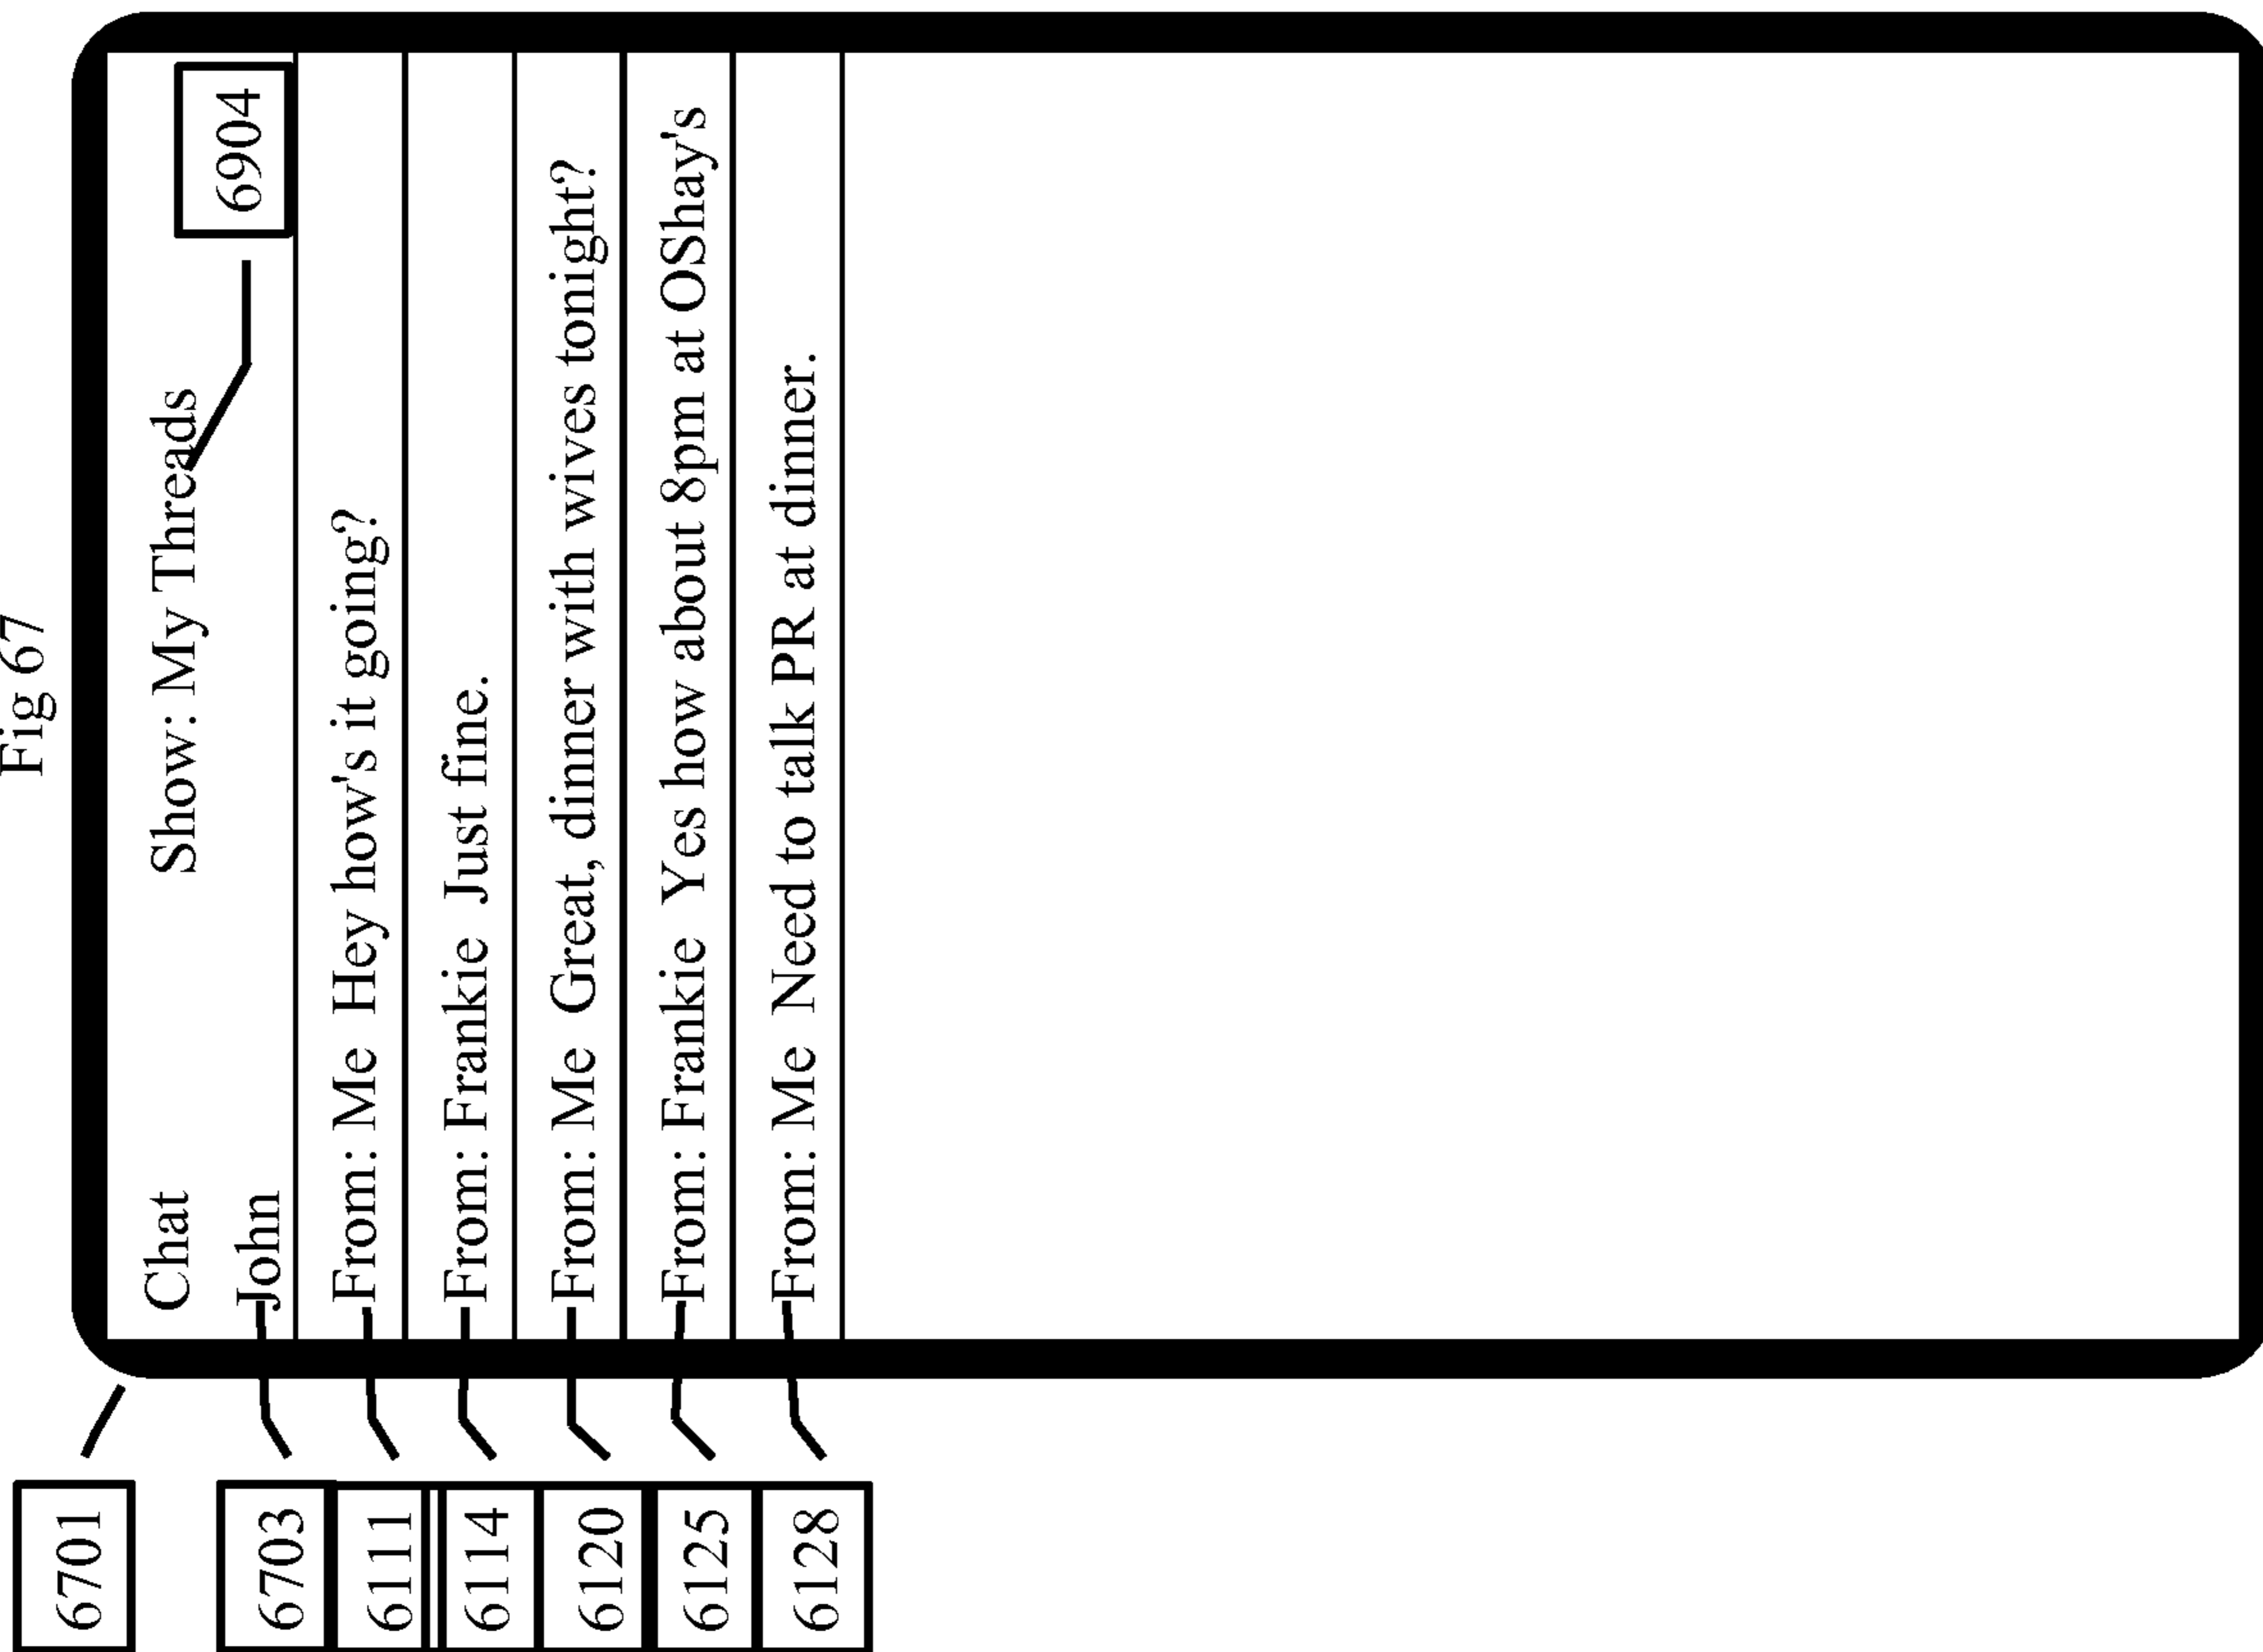 Fig 67
6701
Chat Show: My Threads
6904
6703 John
6111 From: Me Hey how's it going?
6114 From: Frankie Just fine.
6120 From: Me Great, dinner with wives tonight?
6125 From: Frankie Yes how about 8pm at OShay's
6128 From: Me Need to talk PR at dinner.